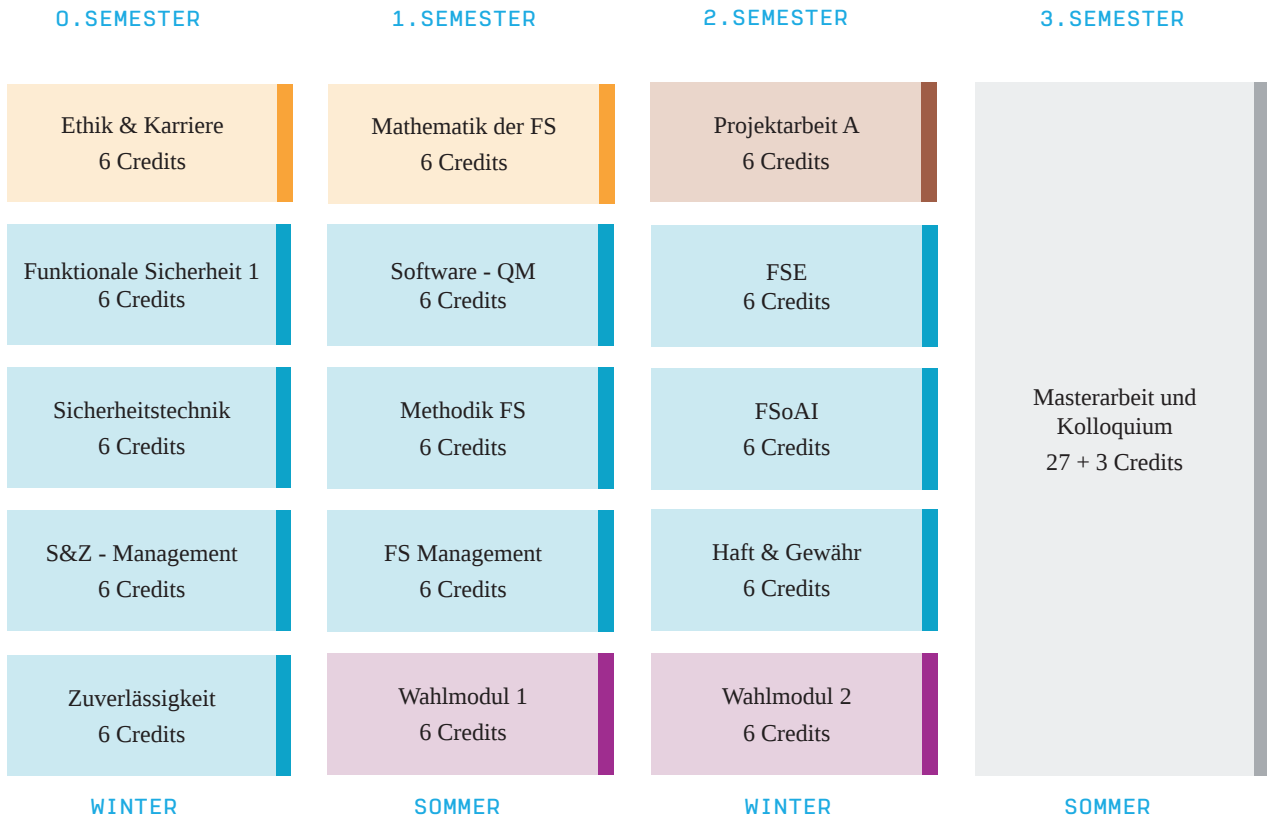 0.SEMESTER
1.SEMESTER
2.SEMESTER
3.SEMESTER
Ethik & Karriere
6 Credits
Mathematik der FS
6 Credits
Projektarbeit A
6 Credits
Funktionale Sicherheit 1
6 Credits
Software - QM
6 Credits
FSE
6 Credits
Sicherheitstechnik
6 Credits
Methodik FS
6 Credits
FSoAI
6 Credits
Masterarbeit und
Kolloquium
27 + 3 Credits
S&Z - Management
6 Credits
FS Management
6 Credits
Haft & Gewähr
6 Credits
Zuverlässigkeit
6 Credits
Wahlmodul 1
6 Credits
Wahlmodul 2
6 Credits
WINTER
SOMMER
WINTER
SOMMER